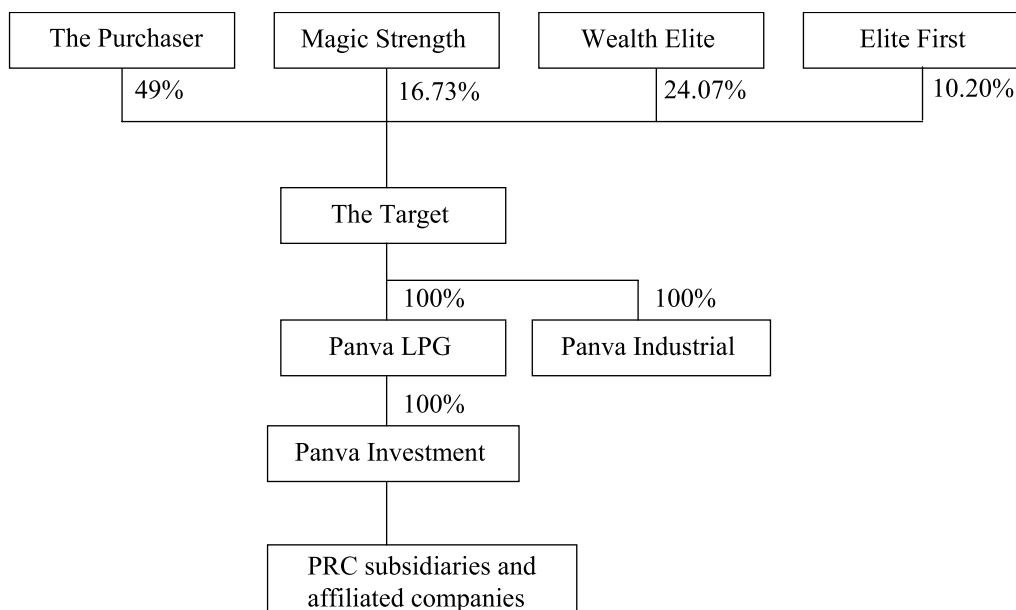 The Purchaser
Magic Strength
Wealth Elite
Elite First
49%
16.73%
24.07%
10.20%
The Target
100%
100%
Panva LPG
Panva Industrial
100%
Panva Investment
PRC subsidiaries and
affiliated companies